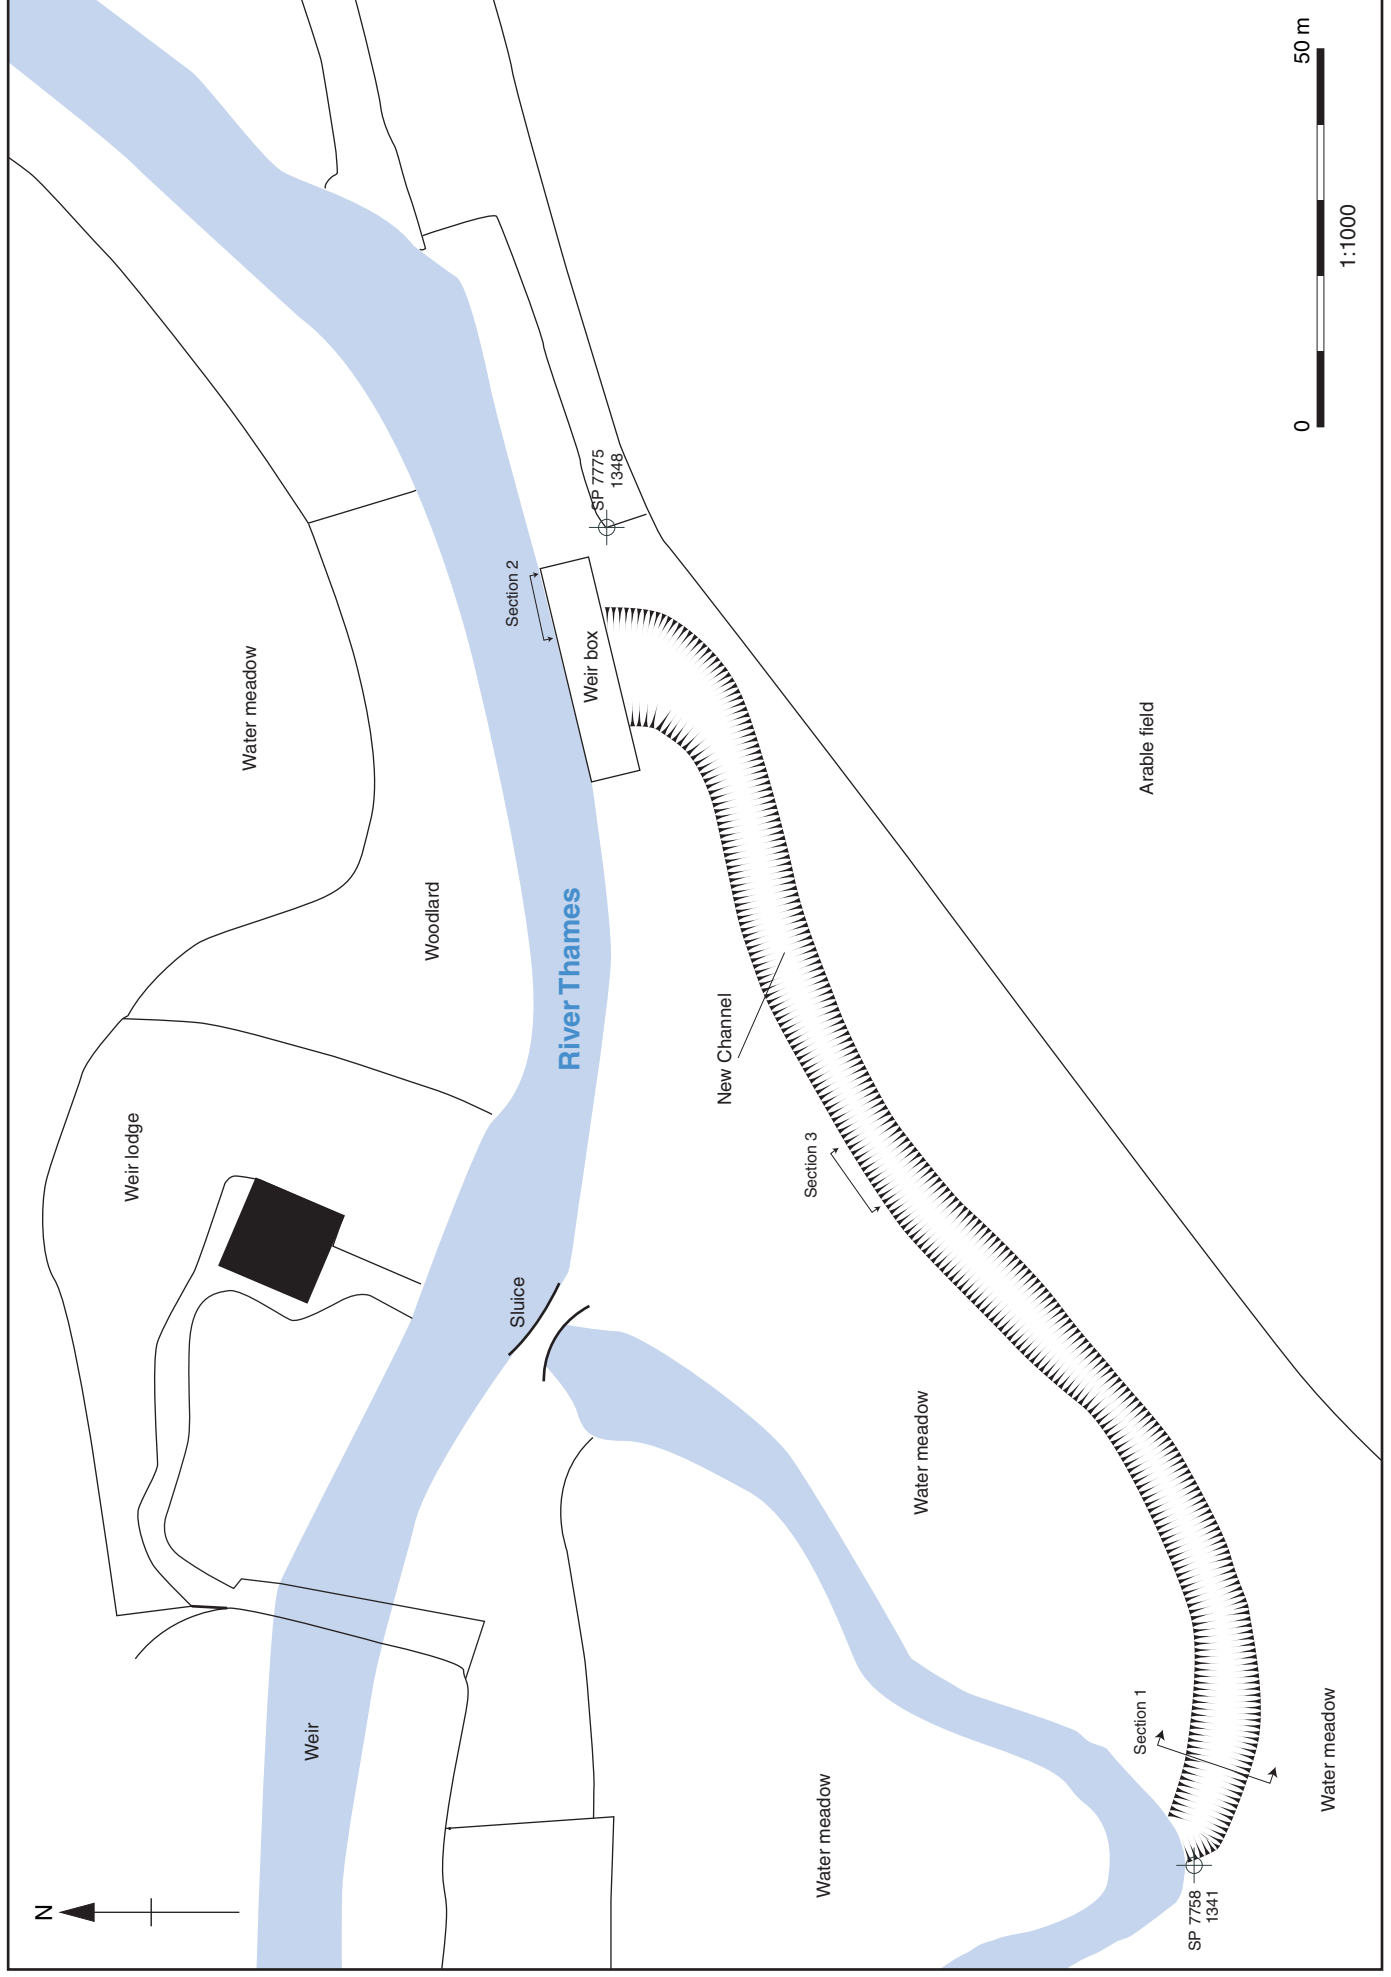 N
Weir lodge
Water meadow
Woodlard
Weir
Sluice
River Thames
Section 2
Weir box
SP 7775
1348
New Channel
Section 3
Water meadow
Water meadow
Arable field
Section 1
SP 7758
1341
Water meadow
0
50 m
1:1000